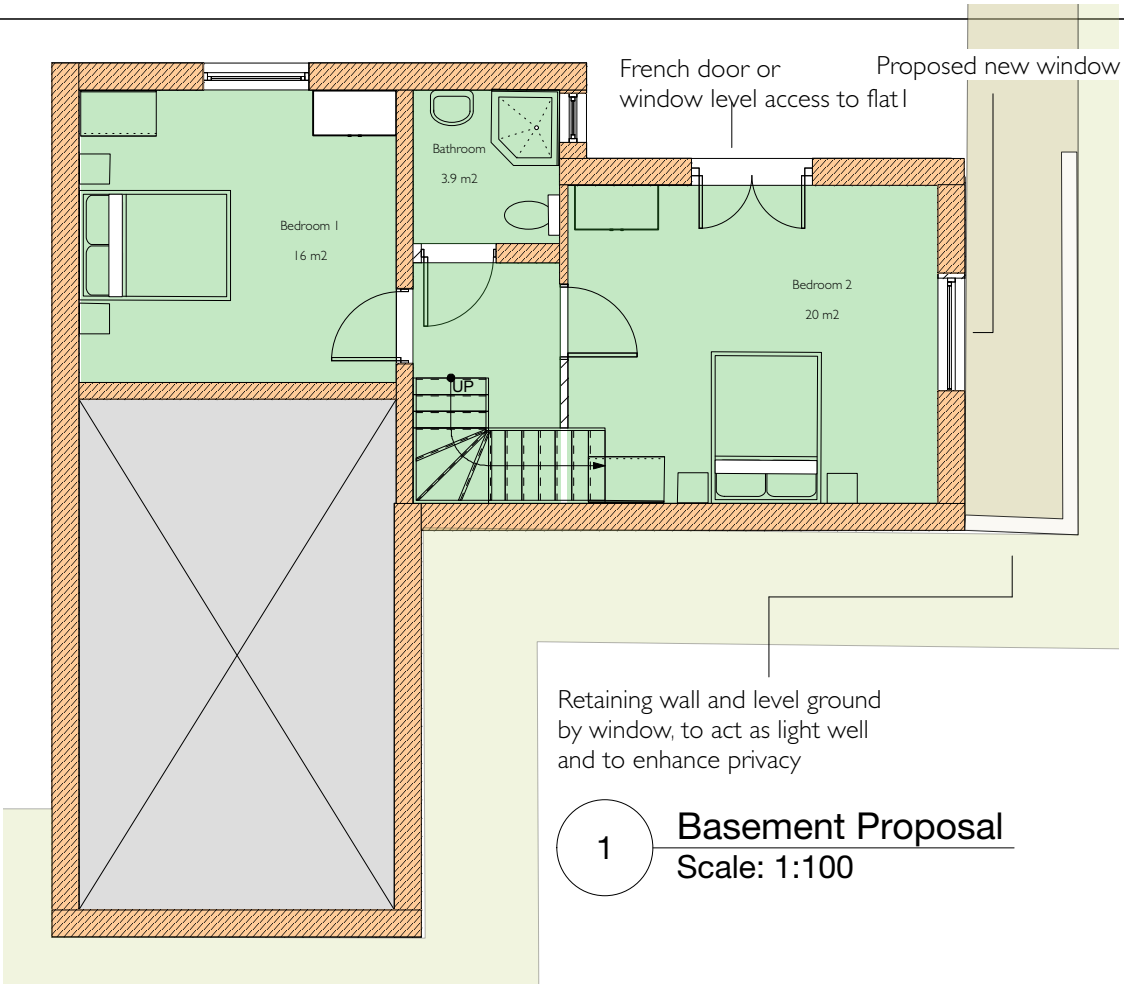 French door or
window level access to flat1
Proposed new window
Bathroom
3.9 m2
Bedroom 1
16 m2
Bedroom 2
20 m2
UP
Retaining wall and level ground
by window, to act as light well
and to enhance privacy
1
Basement Proposal
Scale: 1:100